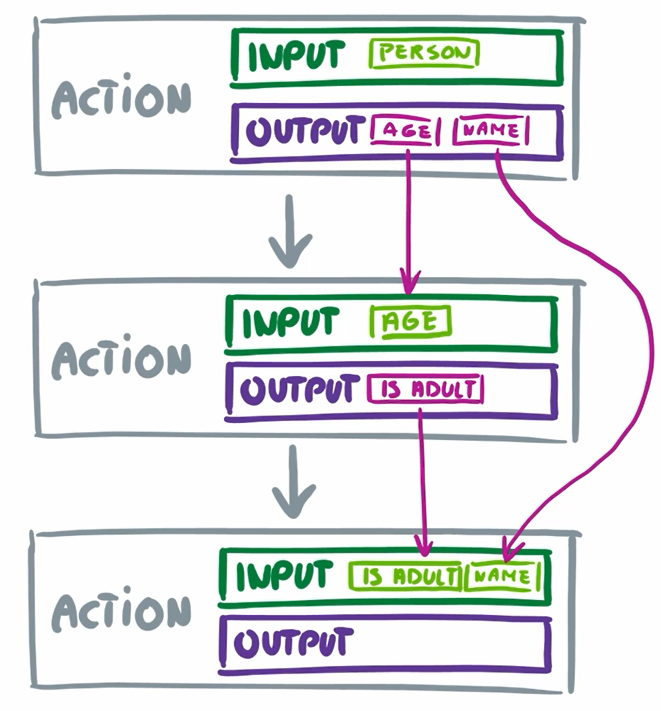 INPUT PERSON
ACTION
OUTPUT AGE NAME
INPUT AGE
ACTION
OUTPUT IS ADULT
INPUT IS ADULT NAME
ACTION
OUTPUT